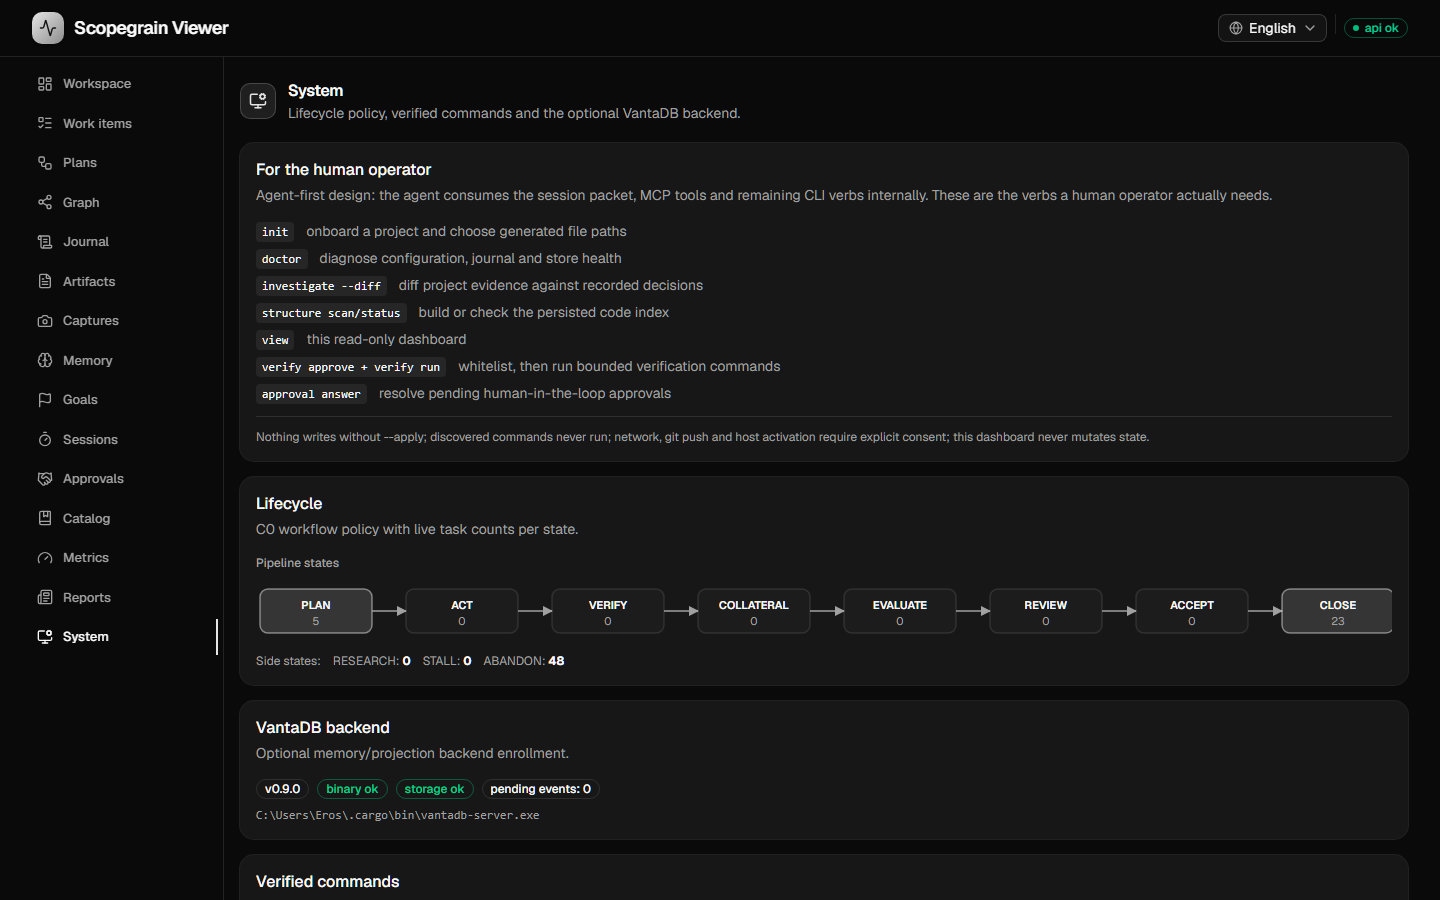 Scopegrain Viewer
English
api ok
Workspace
Work items
Plans
Graph
Journal
Artifacts
Captures
Memory
Goals
Sessions
Approvals
Catalog
Metrics
Reports
System
System
Lifecycle policy, verified commands and the optional VantaDB backend.
For the human operator
Agent-first design: the agent consumes the session packet, MCP tools and remaining CLI verbs internally. These are the verbs a human operator actually needs.
init onboard a project and choose generated file paths
doctor diagnose configuration, journal and store health
investigate --diff diff project evidence against recorded decisions
structure scan/status build or check the persisted code index
view this read-only dashboard
verify approve + verify run whitelist, then run bounded verification commands
approval answer resolve pending human-in-the-loop approvals
Nothing writes without --apply; discovered commands never run; network, git push and host activation require explicit consent; this dashboard never mutates state.
Lifecycle
C0 workflow policy with live task counts per state.
Pipeline states
PLAN ACT VERIFY COLLATERAL EVALUATE REVIEW ACCEPT CLOSE
5 0 0 0 0 0 0 23
Side states: RESEARCH: 0 STALL: 0 ABANDON: 48
VantaDB backend
Optional memory/projection backend enrollment.
v0.9.0 binary ok storage ok pending events: 0
C:\Users\Eros\.cargo\bin\vantadb-server.exe
Verified commands